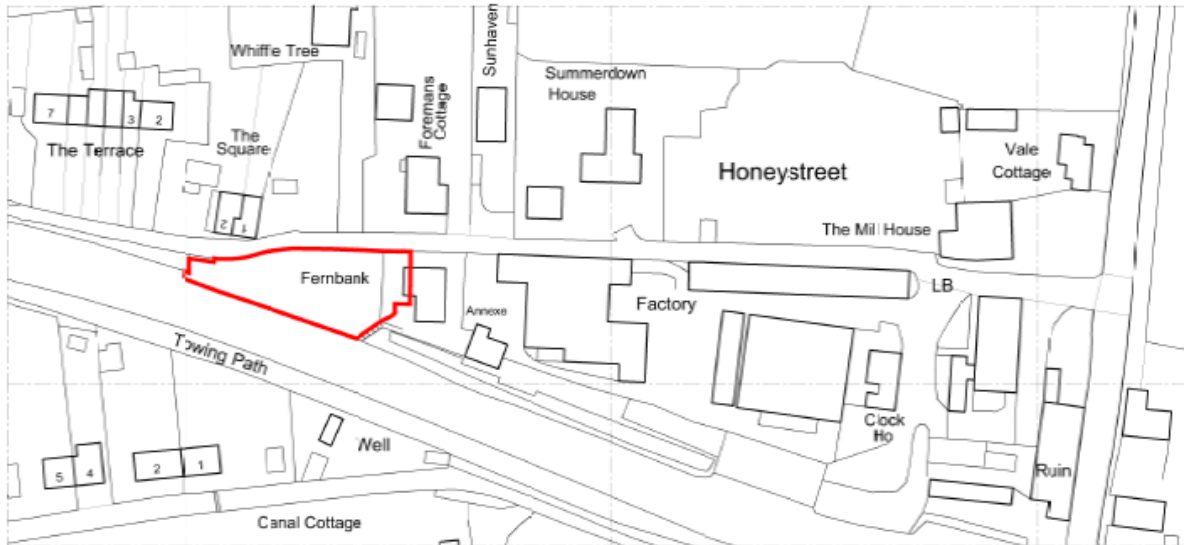 Whiffle Tree
Sunhaven
Summerdown
House
Foremans
Cottage
7
3
2
The Terrace
The
Square
2
1
Honeystreet
Vale
Cottage
The Mill House
Fernbank
LB
Annexe
Factory
Towing Path
Clock
Ho
Well
5
4
2
1
Ruin
Canal Cottage